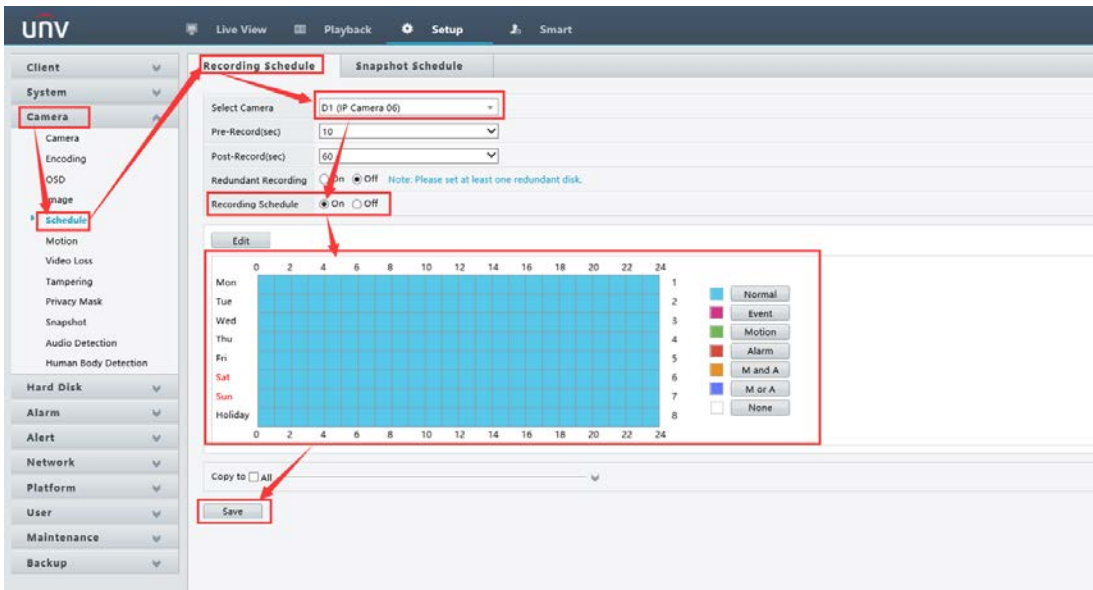 unv
Live View Playback Setup Smart
Client
System
Camera
Camera
Encoding
OSD
Image
Schedule
Motion
Video Loss
Tampering
Privacy Mask
Snapshot
Audio Detection
Human Body Detection
Hard Disk
Alarm
Alert
Network
Platform
User
Maintenance
Backup
Recording Schedule Snapshot Schedule
Select Camera D1 (IP Camera 06)
Pre-Record(sec) 10
Post-Record(sec) 60
Redundant Recording On Off Note: Please set at least one redundant disk.
Recording Schedule On Off
Edit
0 2 4 6 8 10 12 14 16 18 20 22 24
Mon 1
Tue 2
Wed 3
Thu 4
Fri 5
Sat 6
Sun 7
Holiday 8
0 2 4 6 8 10 12 14 16 18 20 22 24
Normal
Event
Motion
Alarm
M and A
M or A
None
Copy to All
Save